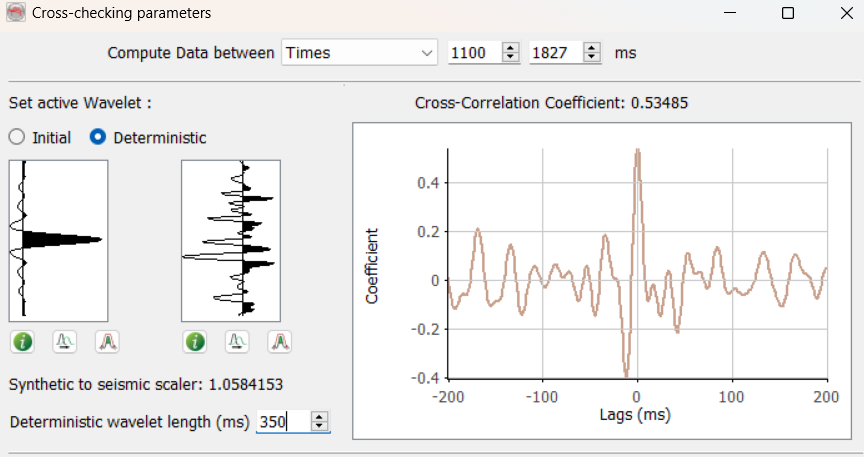 Cross-checking parameters
Compute Data between Times 1100 1827 ms
Set active Wavelet :
Initial Deterministic
Synthetic to seismic scaler: 1.0584153
Deterministic wavelet length (ms) 350
Cross-Correlation Coefficient: 0.53485
Coefficient
0.4
0.2
0
-0.2
-0.4
-200 -100 0 100 200
Lags (ms)